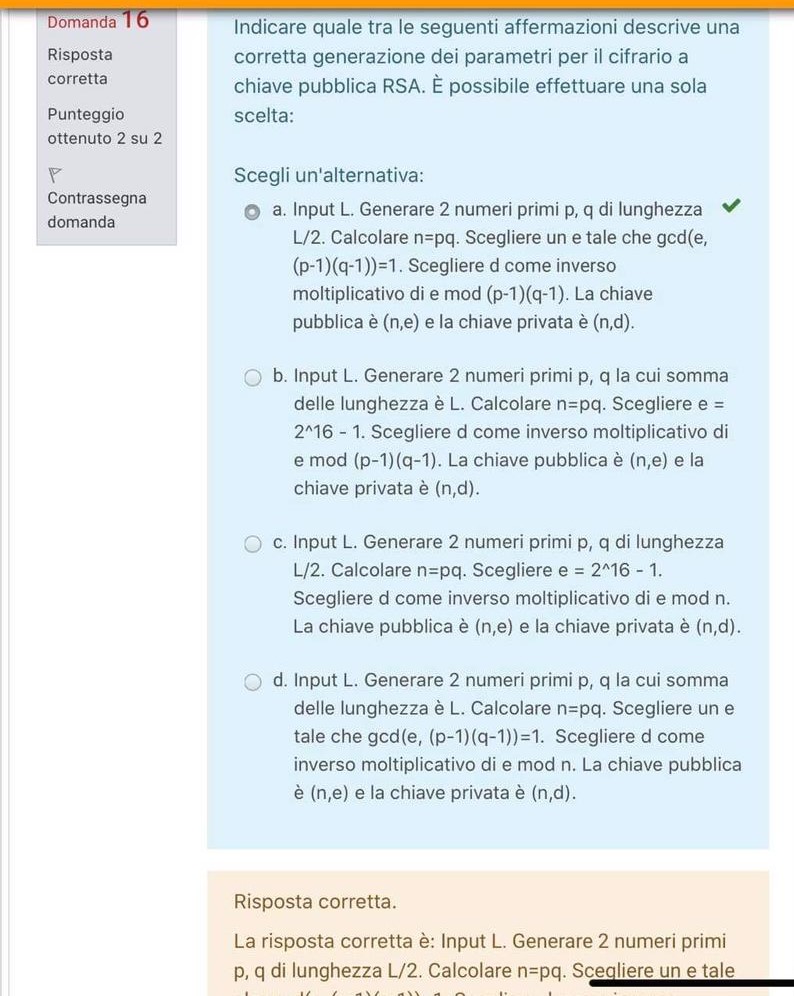 Domanda 16
Risposta
corretta
Punteggio
ottenuto 2 su 2
Contrassegna
domanda
Indicare quale tra le seguenti affermazioni descrive una
corretta generazione dei parametri per il cifrario a
chiave pubblica RSA. È possibile effettuare una sola
scelta:
Scegli un'alternativa:
a. Input L. Generare 2 numeri primi p, q di lunghezza
L/2. Calcolare n=pq. Scegliere un e tale che gcd(e,
(p-1)(q-1))=1. Scegliere d come inverso
moltiplicativo di e mod (p-1)(q-1). La chiave
pubblica è (n,e) e la chiave privata è (n,d).
b. Input L. Generare 2 numeri primi p, q la cui somma
delle lunghezza è L. Calcolare n=pq. Scegliere e =
2^16 - 1. Scegliere d come inverso moltiplicativo di
e mod (p-1)(q-1). La chiave pubblica è (n,e) e la
chiave privata è (n,d).
c. Input L. Generare 2 numeri primi p, q di lunghezza
L/2. Calcolare n=pq. Scegliere e = 2^16 - 1.
Scegliere d come inverso moltiplicativo di e mod n.
La chiave pubblica è (n,e) e la chiave privata è (n,d).
d. Input L. Generare 2 numeri primi p, q la cui somma
delle lunghezza è L. Calcolare n=pq. Scegliere un e
tale che gcd(e, (p-1)(q-1))=1. Scegliere d come
inverso moltiplicativo di e mod n. La chiave pubblica
è (n,e) e la chiave privata è (n,d).
Risposta corretta.
La risposta corretta è: Input L. Generare 2 numeri primi
p, q di lunghezza L/2. Calcolare n=pq. Scegliere un e tale